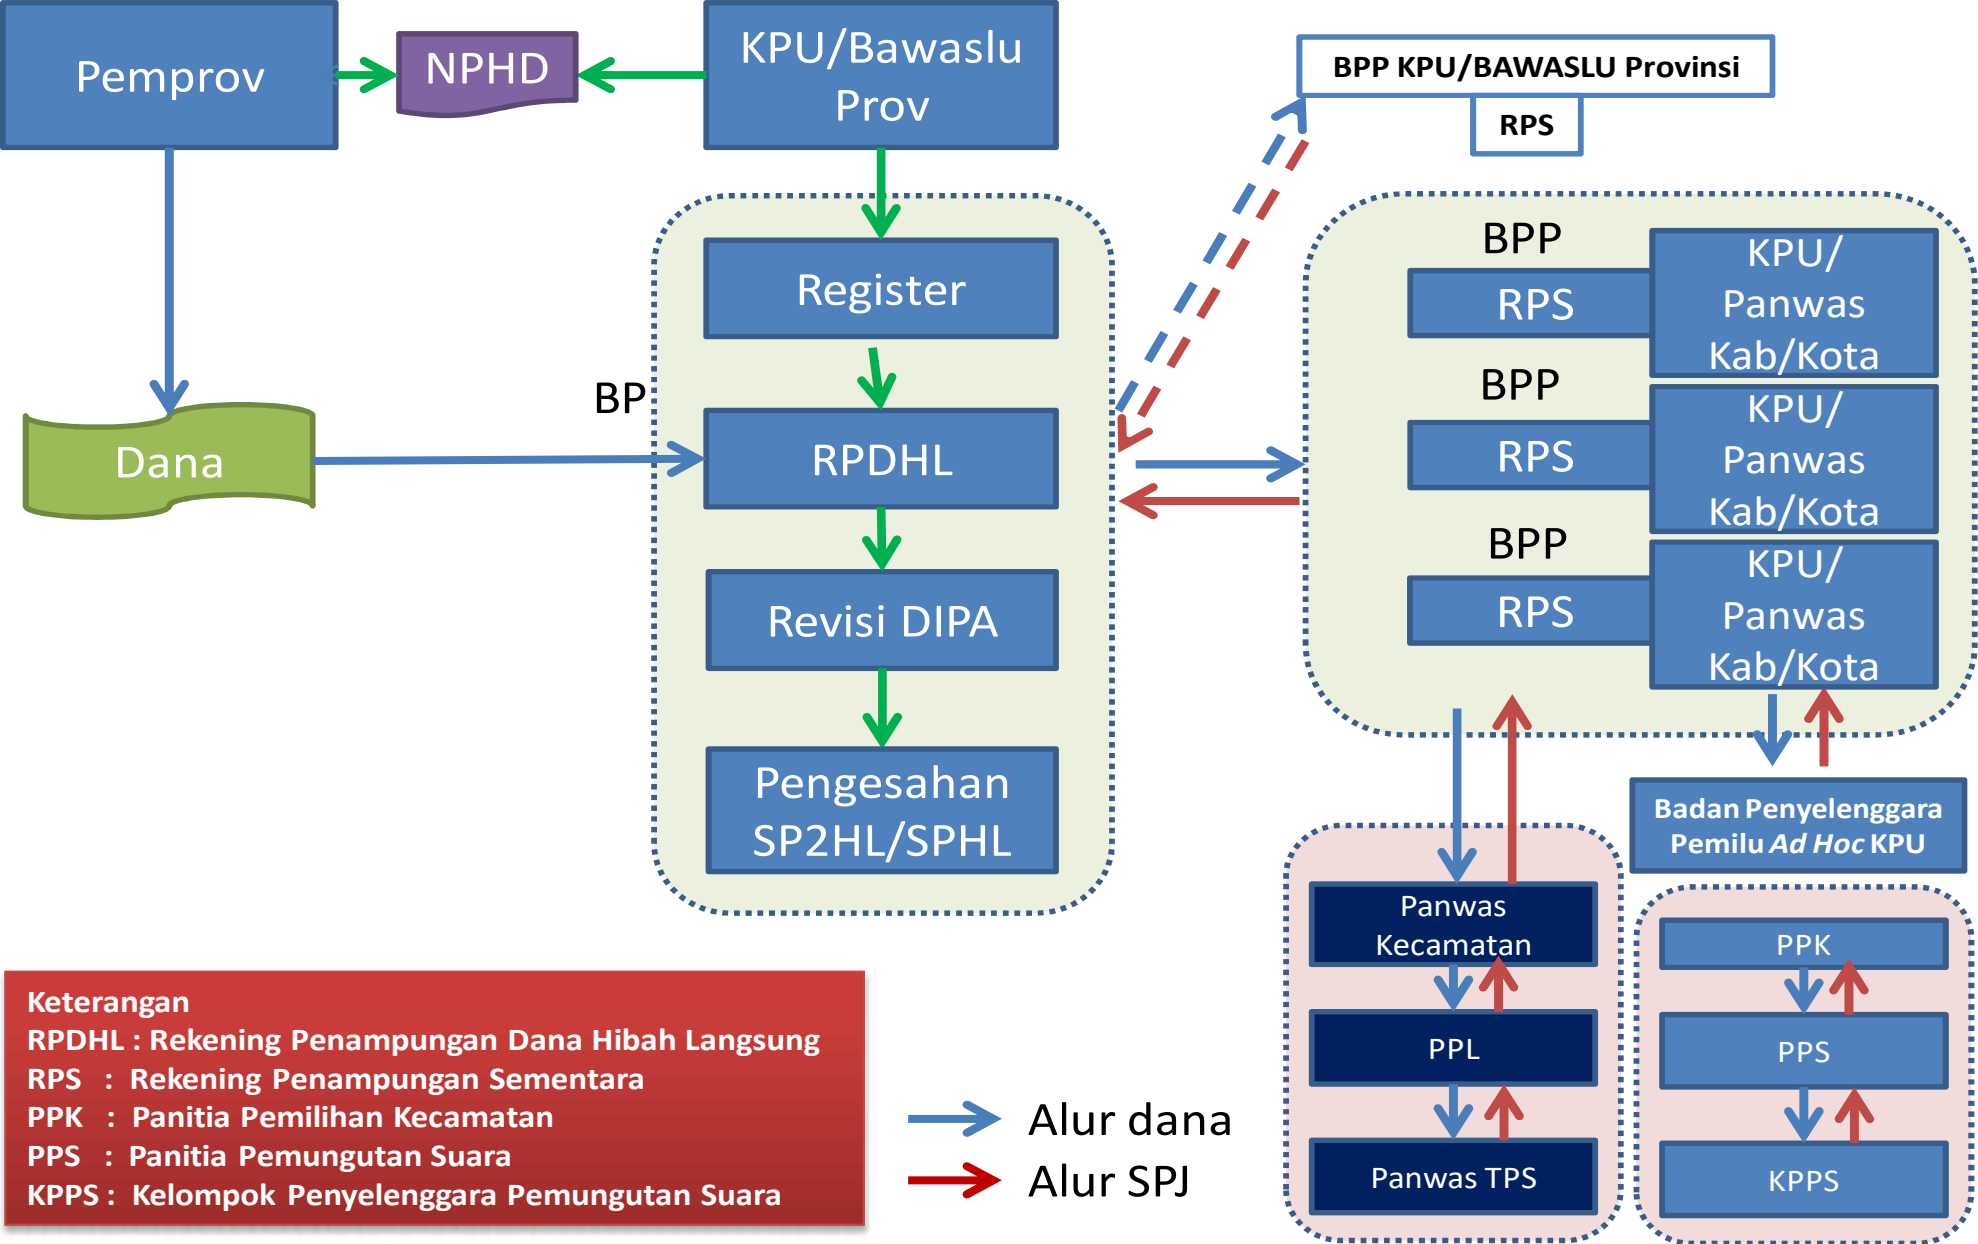 Pemprov
NPHD
KPU/Bawaslu
Prov
BPP KPU/BAWASLU Provinsi
RPS
Register
BP
RPDHL
Dana
Revisi DIPA
Pengesahan
SP2HL/SPHL
BPP
RPS
KPU/
Panwas
Kab/Kota
BPP
RPS
KPU/
Panwas
Kab/Kota
BPP
RPS
KPU/
Panwas
Kab/Kota
Badan Penyelenggara
Pemilu Ad Hoc KPU
Panwas
Kecamatan
PPL
Panwas TPS
PPK
PPS
KPPS
Keterangan
RPDHL : Rekening Penampungan Dana Hibah Langsung
RPS : Rekening Penampungan Sementara
PPK : Panitia Pemilihan Kecamatan
PPS : Panitia Pemungutan Suara
KPPS : Kelompok Penyelenggara Pemungutan Suara
Alur dana
Alur SPJ